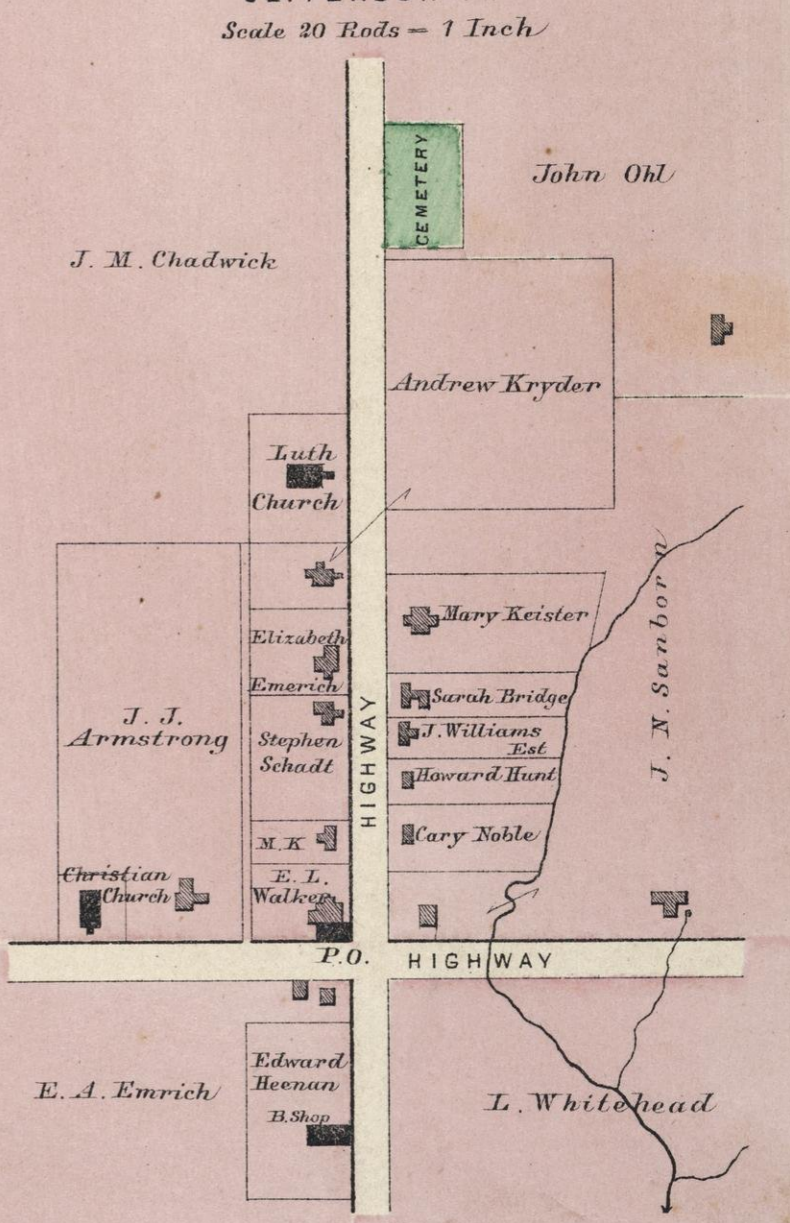 Scale 20 Rods = 1 Inch
CEMETERY
John Ohl
J. M. Chadwick
Andrew Kryder
Luth
Church
Mary Keister
Elizabeth
Emerich
Sarah Bridge
J. J.
Armstrong
Stephen
Schadt
HIGHWAY
J. Williams
Est
J. N. Sanborn
Howard Hunt
M. K
Cary Noble
Christian
Church
E. L.
Walker
P.O.
HIGHWAY
E. A. Emrich
Edward
Heenan
B. Shop
L. Whitehead